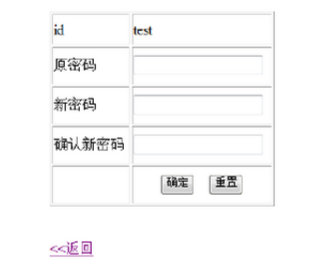 id test
原密码
新密码
确认新密码
确定 重置
<<返回